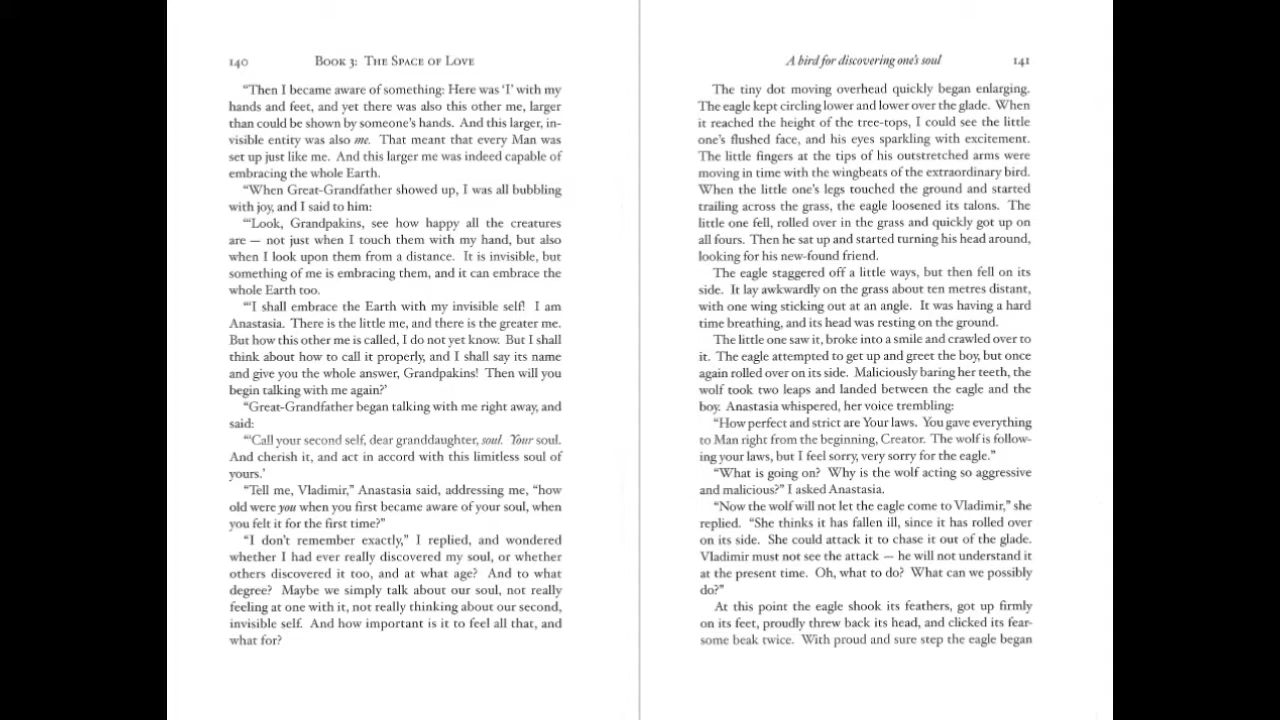 140 Book 3: The Space of Love
"Then I became aware of something: Here was 'I' with my
hands and feet, and yet there was also this other me, larger
than could be shown by someone's hands. And this larger, in-
visible entity was also me. That meant that every Man was
set up just like me. And this larger me was indeed capable of
embracing the whole Earth.
"When Great-Grandfather showed up, I was all bubbling
with joy, and I said to him:
"'Look, Grandpakins, see how happy all the creatures
are — not just when I touch them with my hand, but also
when I look upon them from a distance. It is invisible, but
something of me is embracing them, and it can embrace the
whole Earth too.
"'I shall embrace the Earth with my invisible self! I am
Anastasia. There is the little me, and there is the greater me.
But how this other me is called, I do not yet know. But I shall
think about how to call it properly, and I shall say its name
and give you the whole answer, Grandpakins! Then will you
begin talking with me again?'
"Great-Grandfather began talking with me right away, and
said:
"'Call your second self, dear granddaughter, soul. Your soul.
And cherish it, and act in accord with this limitless soul of
yours.'
"Tell me, Vladimir," Anastasia said, addressing me, "how
old were you when you first became aware of your soul, when
you felt it for the first time?"
"I don't remember exactly," I replied, and wondered
whether I had ever really discovered my soul, or whether
others discovered it too, and at what age? And to what
degree? Maybe we simply talk about our soul, not really
feeling at one with it, not really thinking about our second,
invisible self. And how important is it to feel all that, and
what for?
A bird for discovering one's soul 141
The tiny dot moving overhead quickly began enlarging.
The eagle kept circling lower and lower over the glade. When
it reached the height of the tree-tops, I could see the little
one's flushed face, and his eyes sparkling with excitement.
The little fingers at the tips of his outstretched arms were
moving in time with the wingbeats of the extraordinary bird.
When the little one's legs touched the ground and started
trailing across the grass, the eagle loosened its talons. The
little one fell, rolled over in the grass and quickly got up on
all fours. Then he sat up and started turning his head around,
looking for his new-found friend.
The eagle staggered off a little ways, but then fell on its
side. It lay awkwardly on the grass about ten metres distant,
with one wing sticking out at an angle. It was having a hard
time breathing, and its head was resting on the ground.
The little one saw it, broke into a smile and crawled over to
it. The eagle attempted to get up and greet the boy, but once
again rolled over on its side. Maliciously baring her teeth, the
wolf took two leaps and landed between the eagle and the
boy. Anastasia whispered, her voice trembling:
"How perfect and strict are Your laws. You gave everything
to Man right from the beginning, Creator. The wolf is follow-
ing your laws, but I feel sorry, very sorry for the eagle."
"What is going on? Why is the wolf acting so aggressive
and malicious?" I asked Anastasia.
"Now the wolf will not let the eagle come to Vladimir," she
replied. "She thinks it has fallen ill, since it has rolled over
on its side. She could attack it to chase it out of the glade.
Vladimir must not see the attack — he will not understand it
at the present time. Oh, what to do? What can we possibly
do?"
At this point the eagle shook its feathers, got up firmly
on its feet, proudly threw back its head, and clicked its fear-
some beak twice. With proud and sure step the eagle began